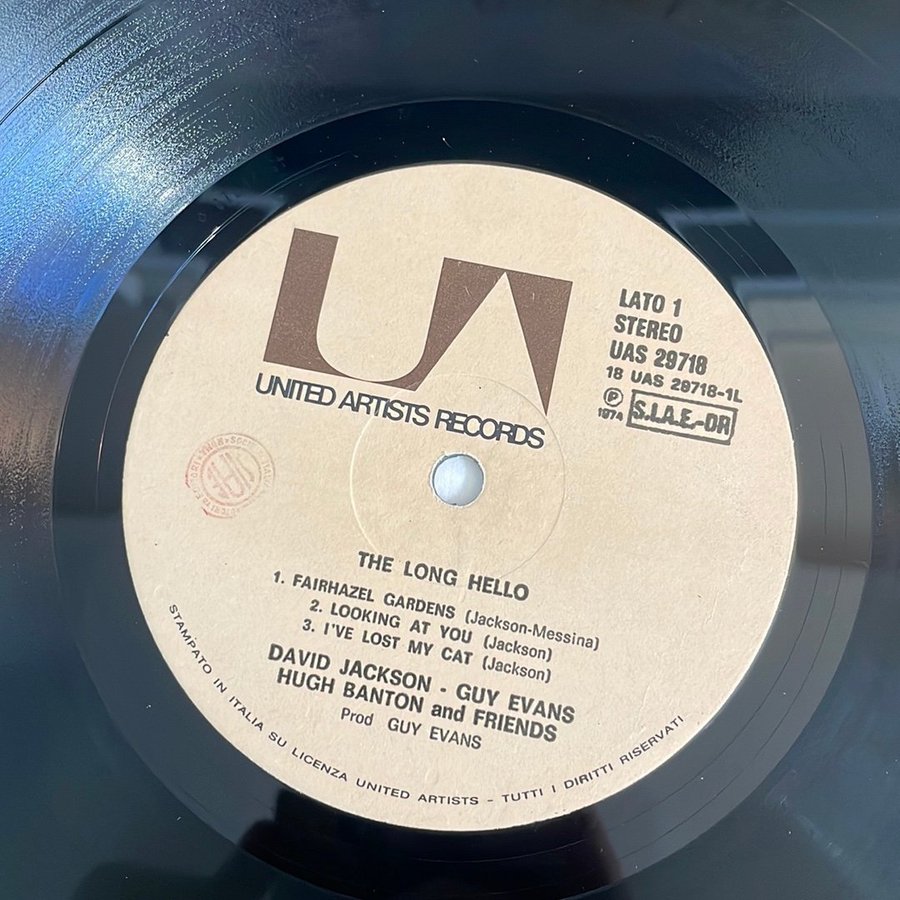 UA
UNITED ARTISTS RECORDS
LATO 1
STEREO
UAS 29718
18 UAS 29718-1L
℗ 1974
S.I.A.E.-DR
THE LONG HELLO
1. FAIRHAZEL GARDENS (Jackson-Messina)
2. LOOKING AT YOU (Jackson)
3. I'VE LOST MY CAT (Jackson)
DAVID JACKSON - GUY EVANS
HUGH BANTON and FRIENDS
Prod GUY EVANS
STAMPATO IN ITALIA SU LICENZA UNITED ARTISTS - TUTTI I DIRITTI RISERVATI